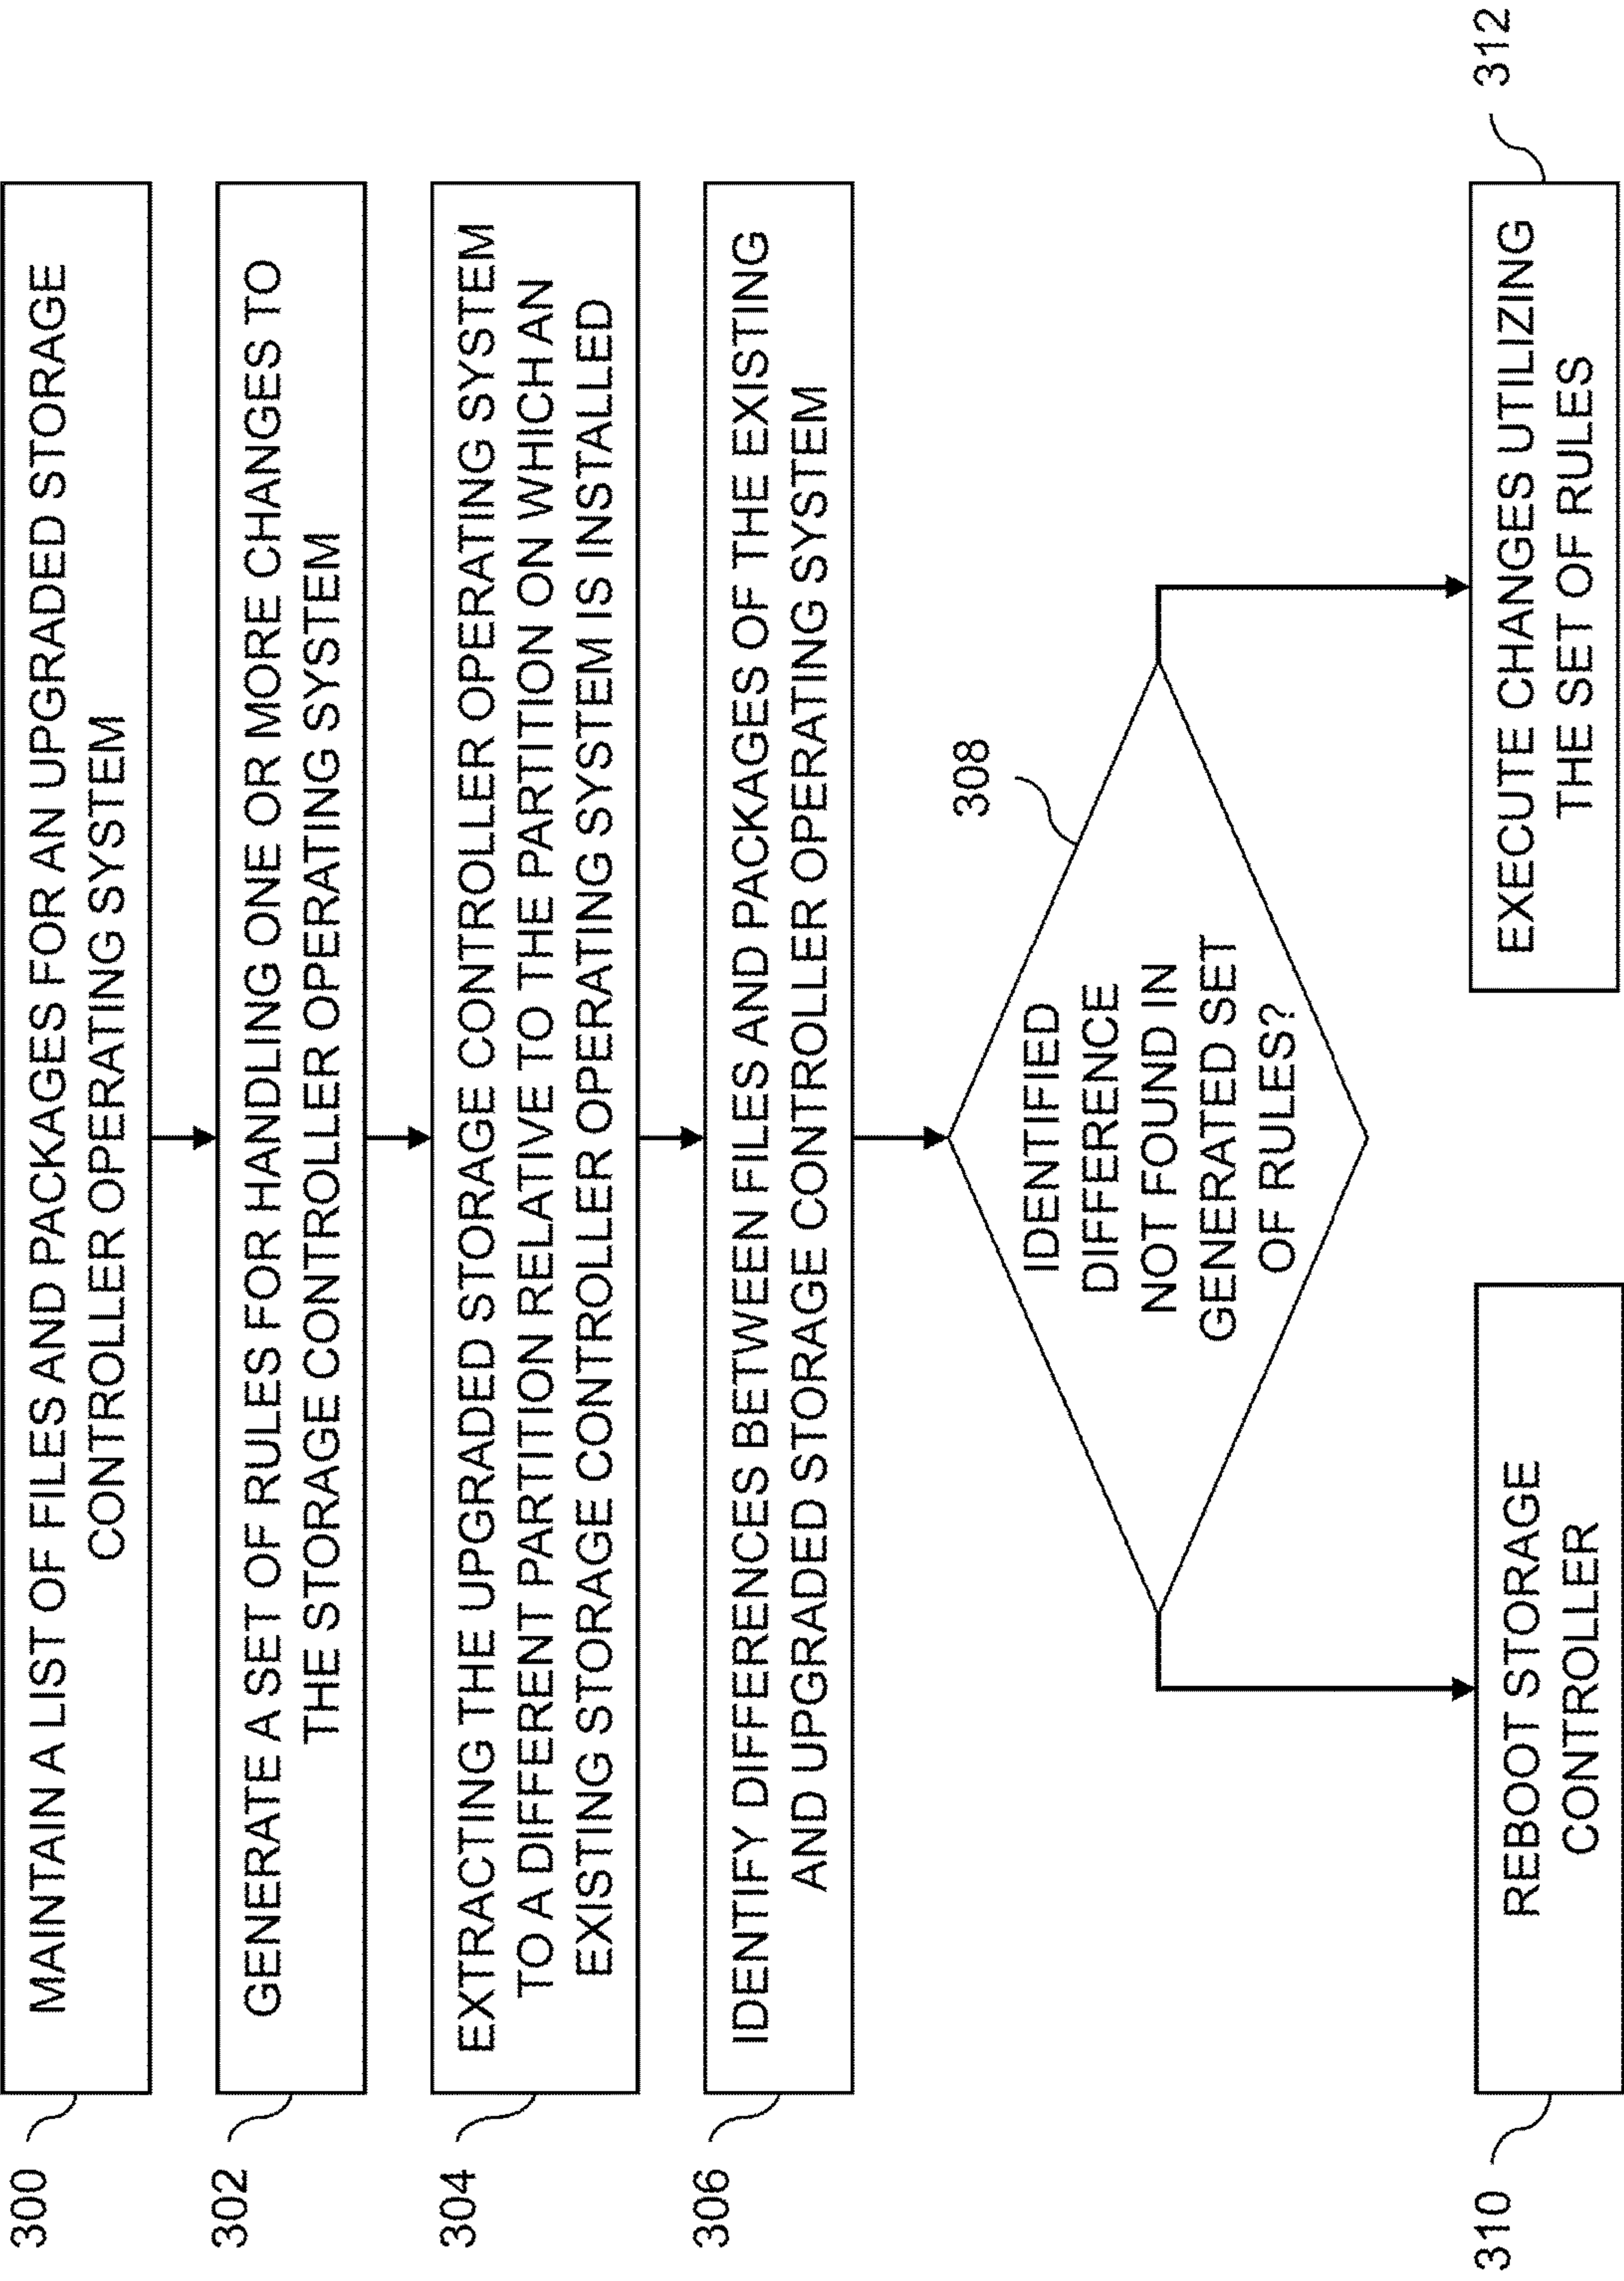 300
MAINTAIN A LIST OF FILES AND PACKAGES FOR AN UPGRADED STORAGE
CONTROLLER OPERATING SYSTEM
302
GENERATE A SET OF RULES FOR HANDLING ONE OR MORE CHANGES TO
THE STORAGE CONTROLLER OPERATING SYSTEM
304
EXTRACTING THE UPGRADED STORAGE CONTROLLER OPERATING SYSTEM
TO A DIFFERENT PARTITION RELATIVE TO THE PARTITION ON WHICH AN
EXISTING STORAGE CONTROLLER OPERATING SYSTEM IS INSTALLED
306
IDENTIFY DIFFERENCES BETWEEN FILES AND PACKAGES OF THE EXISTING
AND UPGRADED STORAGE CONTROLLER OPERATING SYSTEM
308
IDENTIFIED
DIFFERENCE
NOT FOUND IN
GENERATED SET
OF RULES?
310
REBOOT STORAGE
CONTROLLER
312
EXECUTE CHANGES UTILIZING
THE SET OF RULES